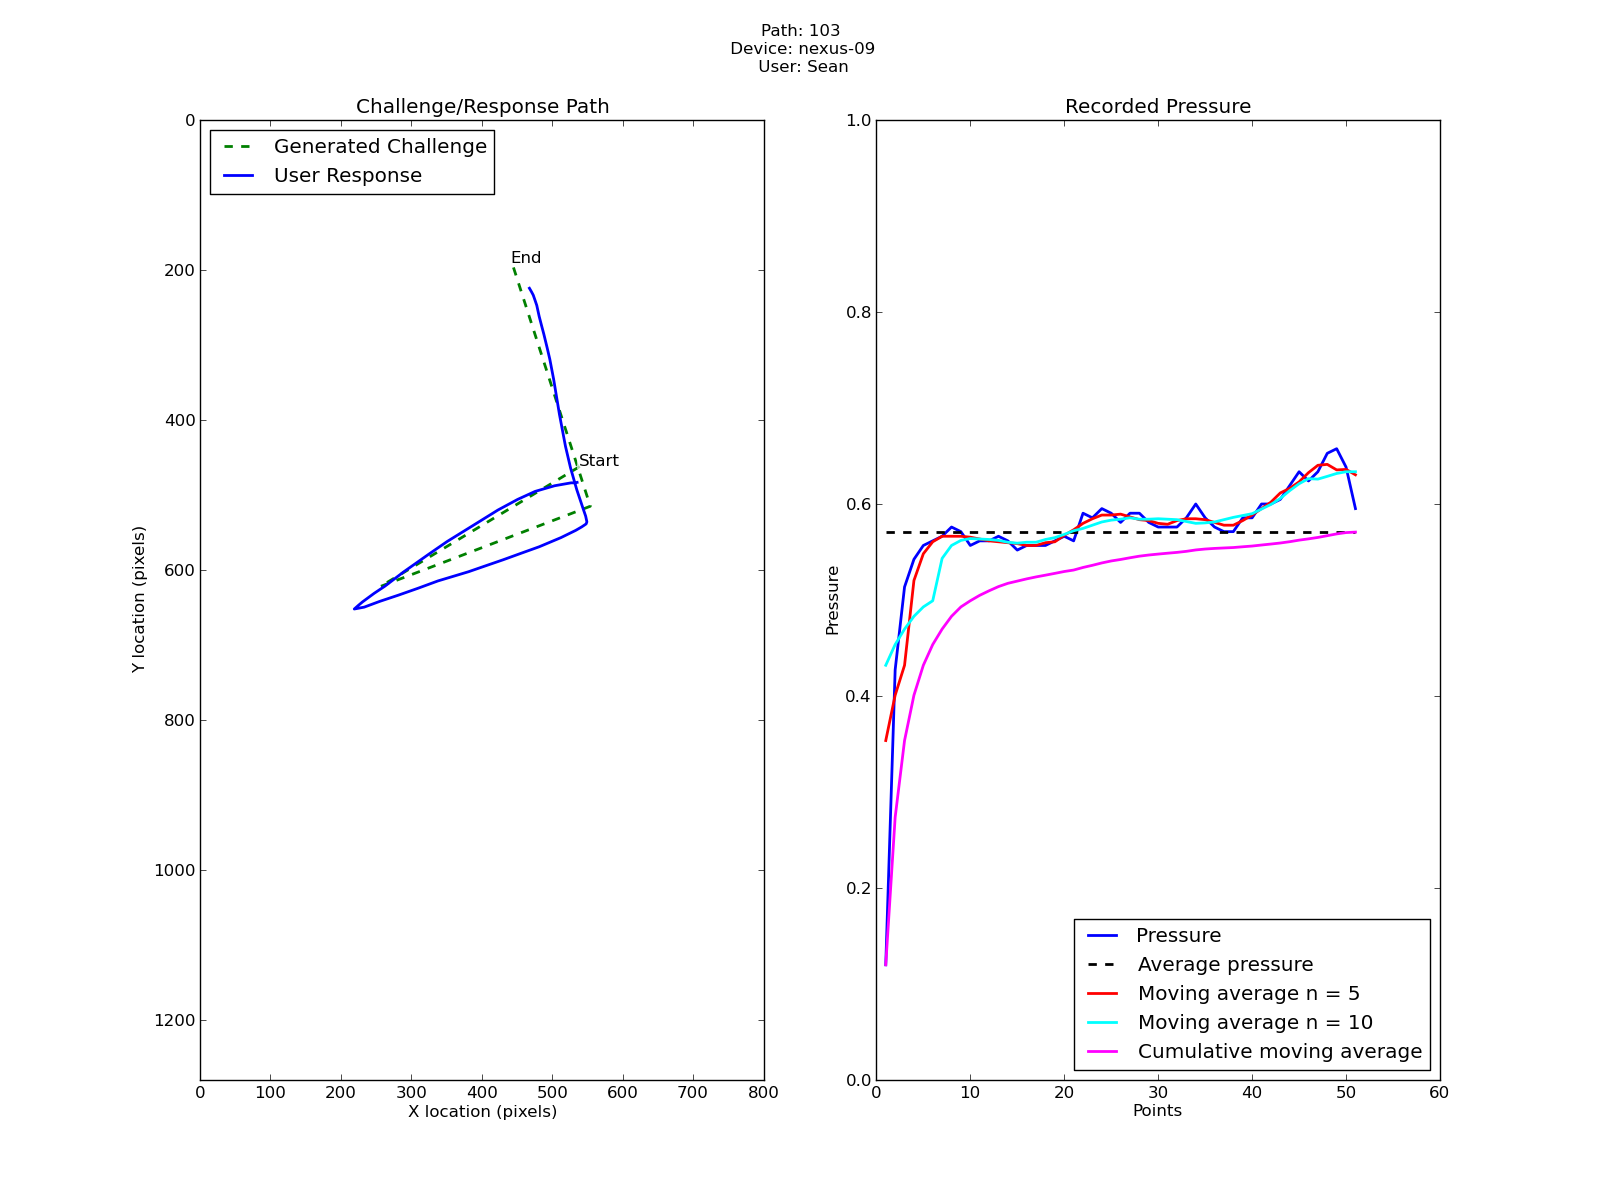 Path: 103
Device: nexus-09
User: Sean
Challenge/Response Path
Generated Challenge
User Response
End
Start
0
200
400
600
800
1000
1200
Y location (pixels)
0 100 200 300 400 500 600 700 800
X location (pixels)
Recorded Pressure
1.0
0.8
0.6
0.4
0.2
0.0
Pressure
Pressure
Average pressure
Moving average n = 5
Moving average n = 10
Cumulative moving average
0 10 20 30 40 50 60
Points